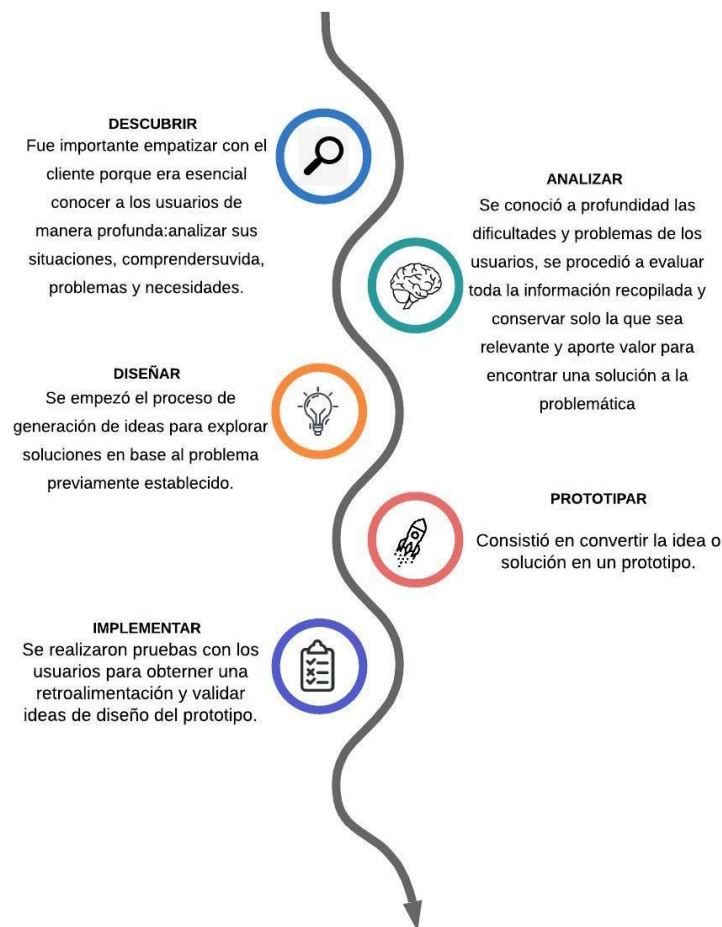 DESCUBRIR
Fue importante empatizar con el
cliente porque era esencial
conocer a los usuarios de
manera profunda:analizar sus
situaciones, comprendersuvida,
problemas y necesidades.
ANALIZAR
Se conoció a profundidad las
dificultades y problemas de los
usuarios, se procedió a evaluar
toda la información recopilada y
conservar solo la que sea
relevante y aporte valor para
encontrar una solución a la
problemática
DISEÑAR
Se empezó el proceso de
generación de ideas para explorar
soluciones en base al problema
previamente establecido.
PROTOTIPAR
Consistió en convertir la idea o
solución en un prototipo.
IMPLEMENTAR
Se realizaron pruebas con los
usuarios para obterner una
retroalimentación y validar
ideas de diseño del prototipo.